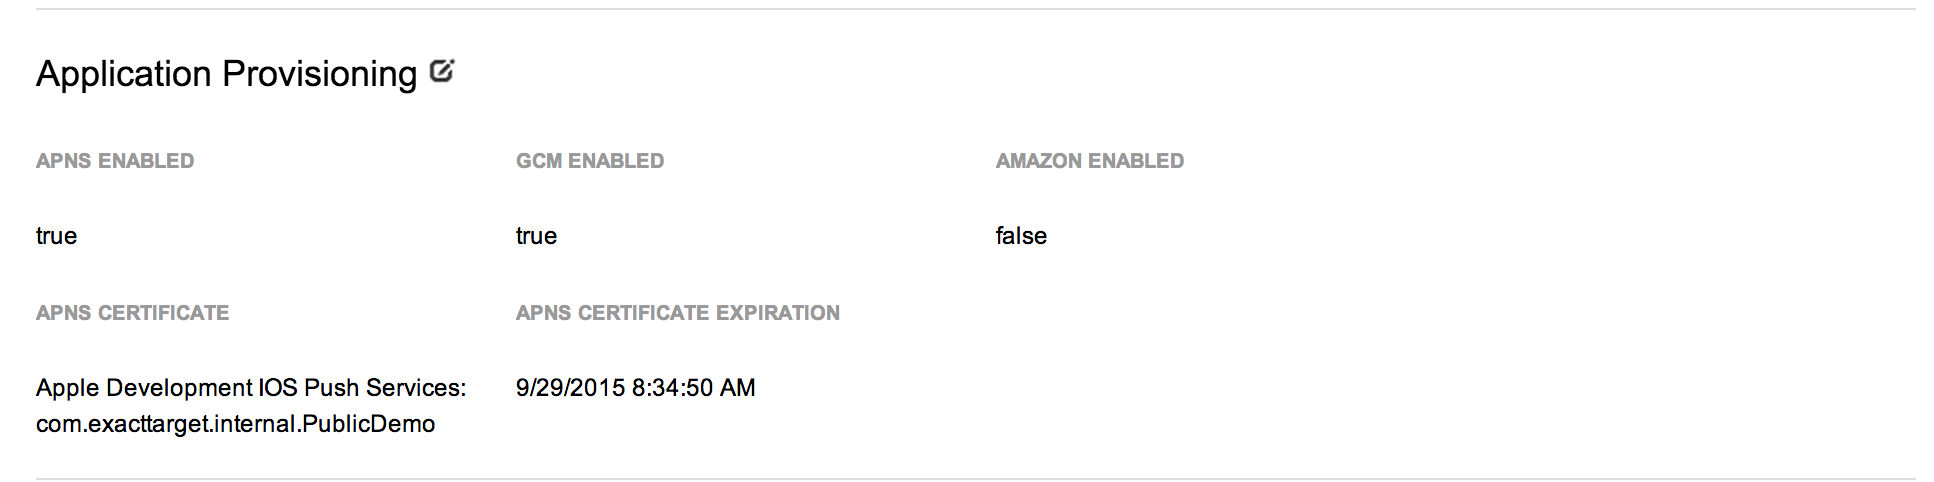 Application Provisioning
APNS ENABLED
GCM ENABLED
AMAZON ENABLED
true
true
false
APNS CERTIFICATE
APNS CERTIFICATE EXPIRATION
Apple Development IOS Push Services:
com.exacttarget.internal.PublicDemo
9/29/2015 8:34:50 AM